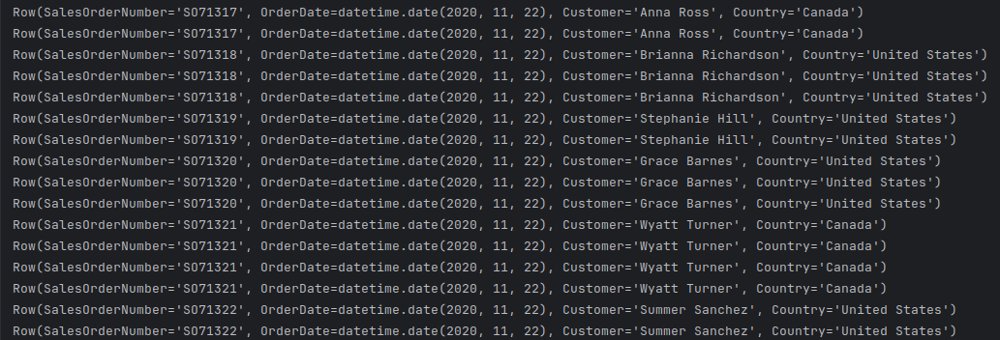 Row(SalesOrderNumber='SO71317', OrderDate=datetime.date(2020, 11, 22), Customer='Anna Ross', Country='Canada')
Row(SalesOrderNumber='SO71317', OrderDate=datetime.date(2020, 11, 22), Customer='Anna Ross', Country='Canada')
Row(SalesOrderNumber='SO71318', OrderDate=datetime.date(2020, 11, 22), Customer='Brianna Richardson', Country='United States')
Row(SalesOrderNumber='SO71318', OrderDate=datetime.date(2020, 11, 22), Customer='Brianna Richardson', Country='United States')
Row(SalesOrderNumber='SO71318', OrderDate=datetime.date(2020, 11, 22), Customer='Brianna Richardson', Country='United States')
Row(SalesOrderNumber='SO71319', OrderDate=datetime.date(2020, 11, 22), Customer='Stephanie Hill', Country='United States')
Row(SalesOrderNumber='SO71319', OrderDate=datetime.date(2020, 11, 22), Customer='Stephanie Hill', Country='United States')
Row(SalesOrderNumber='SO71320', OrderDate=datetime.date(2020, 11, 22), Customer='Grace Barnes', Country='United States')
Row(SalesOrderNumber='SO71320', OrderDate=datetime.date(2020, 11, 22), Customer='Grace Barnes', Country='United States')
Row(SalesOrderNumber='SO71320', OrderDate=datetime.date(2020, 11, 22), Customer='Grace Barnes', Country='United States')
Row(SalesOrderNumber='SO71321', OrderDate=datetime.date(2020, 11, 22), Customer='Wyatt Turner', Country='Canada')
Row(SalesOrderNumber='SO71321', OrderDate=datetime.date(2020, 11, 22), Customer='Wyatt Turner', Country='Canada')
Row(SalesOrderNumber='SO71321', OrderDate=datetime.date(2020, 11, 22), Customer='Wyatt Turner', Country='Canada')
Row(SalesOrderNumber='SO71321', OrderDate=datetime.date(2020, 11, 22), Customer='Wyatt Turner', Country='Canada')
Row(SalesOrderNumber='SO71322', OrderDate=datetime.date(2020, 11, 22), Customer='Summer Sanchez', Country='United States')
Row(SalesOrderNumber='SO71322', OrderDate=datetime.date(2020, 11, 22), Customer='Summer Sanchez', Country='United States')